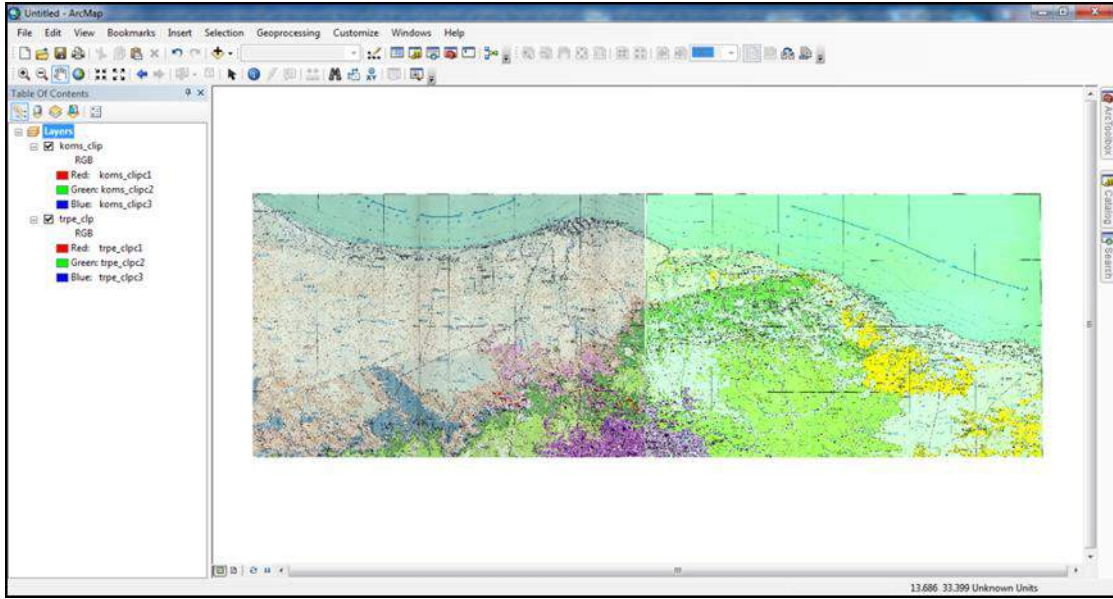 Untitled - ArcMap
File Edit View Bookmarks Insert Selection Geoprocessing Customize Windows Help
Table Of Contents
Layers
koms_clip
RGB
Red: koms_clipc1
Green: koms_clipc2
Blue: koms_clipc3
trpe_clp
RGB
Red: trpe_clpc1
Green: trpe_clpc2
Blue: trpe_clpc3
ArcToolbox
Catalog
Search
13.686 33.399 Unknown Units